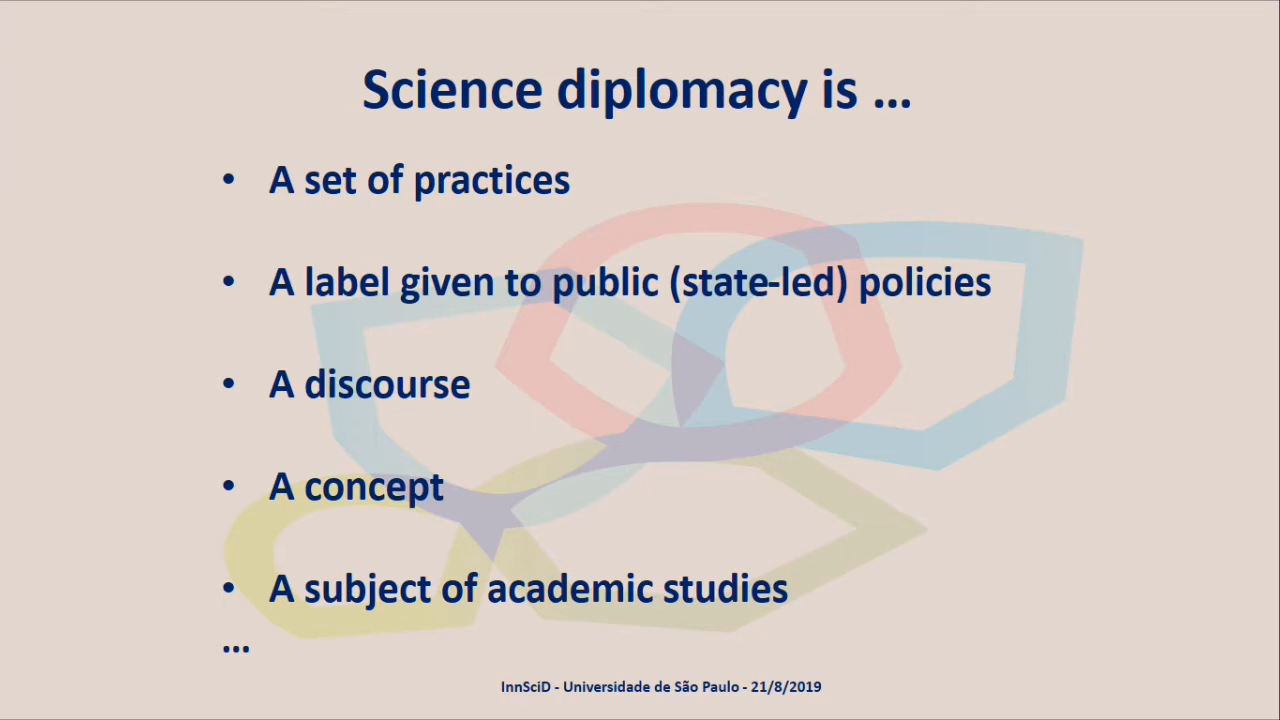 Science diplomacy is ...
• A set of practices
• A label given to public (state-led) policies
• A discourse
• A concept
• A subject of academic studies
...
InnSciD - Universidade de São Paulo - 21/8/2019